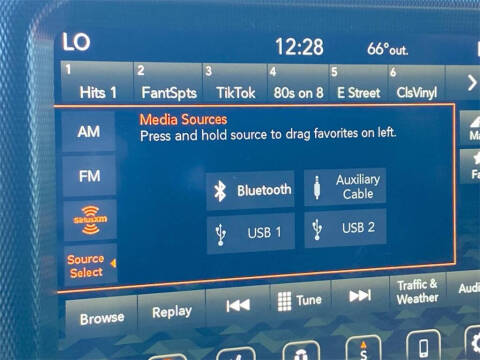 LO 12:28 66° out.
1 2 3 4 5 6
Hits 1 FantSpts TikTok 80s on 8 E Street ClsVinyl
AM
Media Sources
Press and hold source to drag favorites on left.
FM
Bluetooth
Auxiliary
Cable
SiriusXM
USB 1
USB 2
Source
Select
Browse Replay Tune
Traffic &
Weather
S